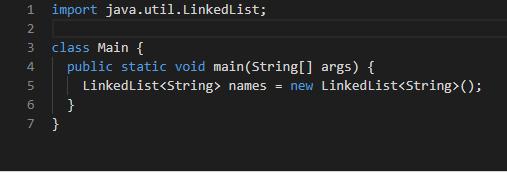 1 import java.util.LinkedList;
2
3 class Main {
4   public static void main(String[] args) {
5     LinkedList<String> names = new LinkedList<String>();
6   }
7 }